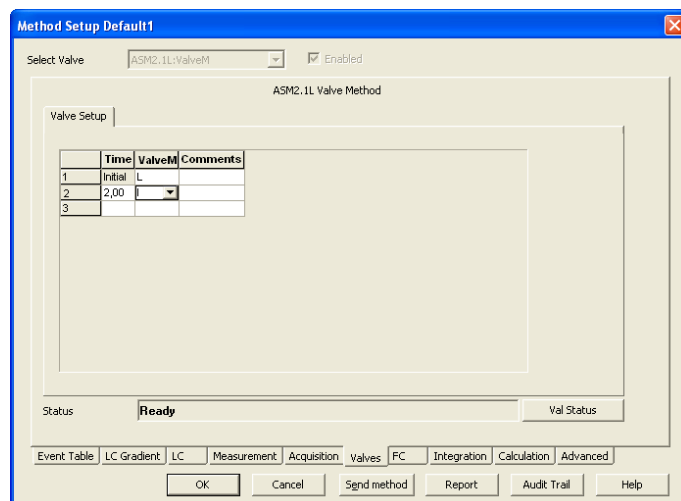 Method Setup Default1
Select Valve ASM2.1L:ValveM Enabled
ASM2.1L Valve Method
Valve Setup
Time ValveM Comments
1 Initial L
2 2,00 I
3
Status Ready Val Status
Event Table LC Gradient LC Measurement Acquisition Valves FC Integration Calculation Advanced
OK Cancel Send method Report Audit Trail Help